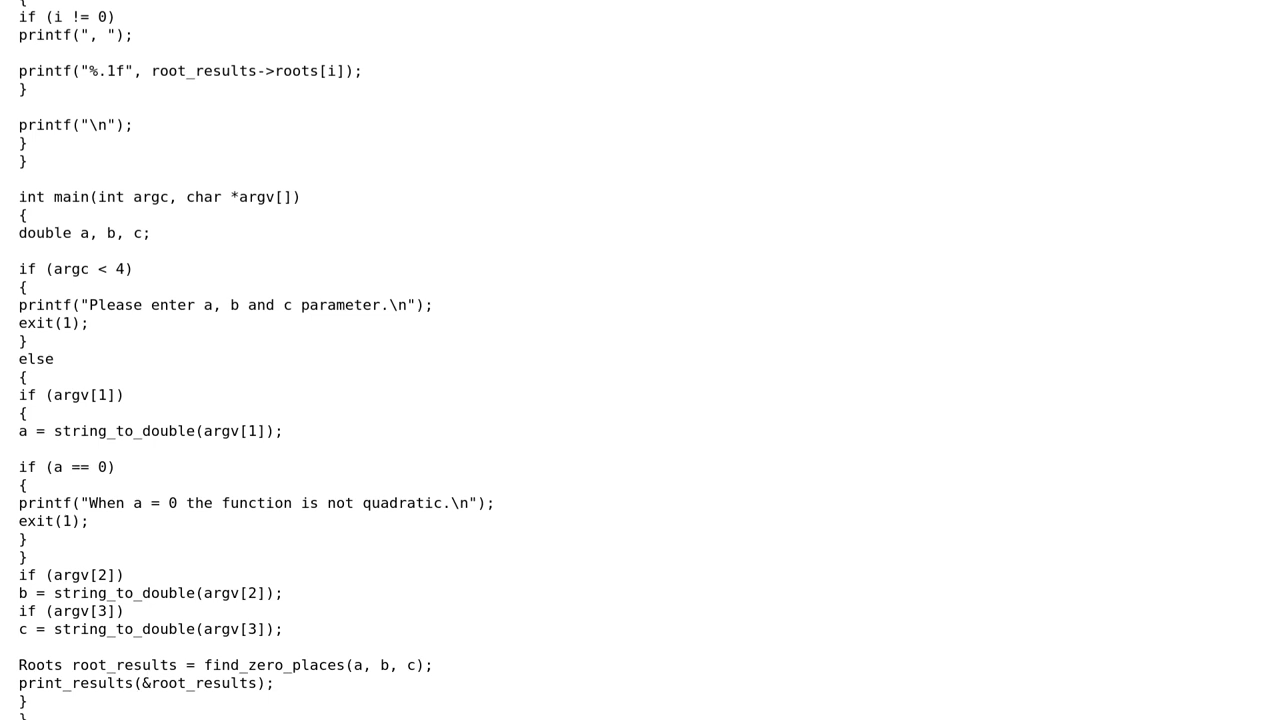 {
if (i != 0)
printf(", ");

printf("%.1f", root_results->roots[i]);
}

printf("\n");
}
}

int main(int argc, char *argv[])
{
double a, b, c;

if (argc < 4)
{
printf("Please enter a, b and c parameter.\n");
exit(1);
}
else
{
if (argv[1])
{
a = string_to_double(argv[1]);

if (a == 0)
{
printf("When a = 0 the function is not quadratic.\n");
exit(1);
}
}
if (argv[2])
b = string_to_double(argv[2]);
if (argv[3])
c = string_to_double(argv[3]);

Roots root_results = find_zero_places(a, b, c);
print_results(&root_results);
}
}